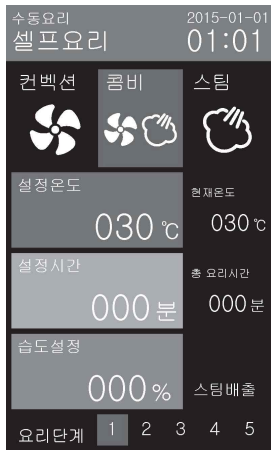 수동요리 2015-01-01
셀프요리 01:01
컨벡션 콤비 스팀
설정온도
현재온도
030 ℃ 030 ℃
설정시간
총 요리시간
000 분 000 분
습도설정
000 % 스팀배출
요리단계 1 2 3 4 5